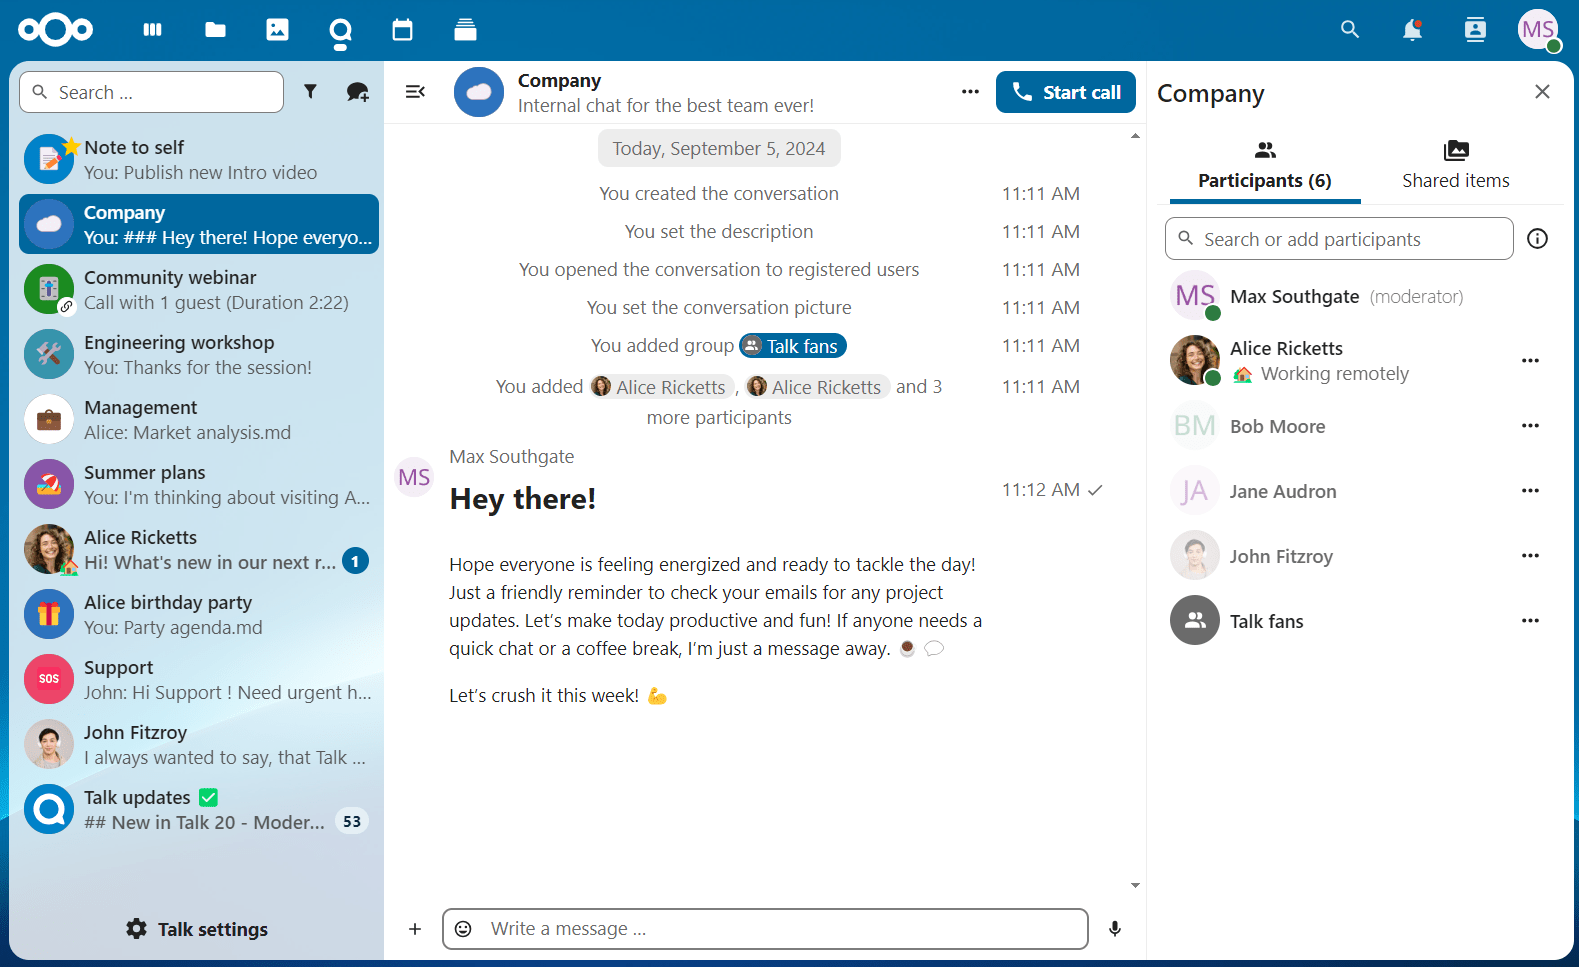 MS
Search ...
Note to self
You: Publish new Intro video
Company
You: ### Hey there! Hope everyo...
Community webinar
Call with 1 guest (Duration 2:22)
Engineering workshop
You: Thanks for the session!
Management
Alice: Market analysis.md
Summer plans
You: I'm thinking about visiting A...
Alice Ricketts
Hi! What's new in our next r... 1
Alice birthday party
You: Party agenda.md
SOS
Support
John: Hi Support ! Need urgent h...
John Fitzroy
I always wanted to say, that Talk ...
Talk updates
## New in Talk 20 - Moder... 53
Talk settings
Company
Internal chat for the best team ever!
Start call
Today, September 5, 2024
You created the conversation 11:11 AM
You set the description 11:11 AM
You opened the conversation to registered users 11:11 AM
You set the conversation picture 11:11 AM
You added group Talk fans 11:11 AM
You added Alice Ricketts , Alice Ricketts and 3 11:11 AM
more participants
Max Southgate
MS
Hey there! 11:12 AM
Hope everyone is feeling energized and ready to tackle the day!
Just a friendly reminder to check your emails for any project
updates. Let’s make today productive and fun! If anyone needs a
quick chat or a coffee break, I’m just a message away. ☕ 💬
Let’s crush it this week! 💪
Write a message ...
Company
Participants (6)
Shared items
Search or add participants
MS Max Southgate (moderator)
Alice Ricketts
🏡 Working remotely
BM Bob Moore
JA Jane Audron
John Fitzroy
Talk fans